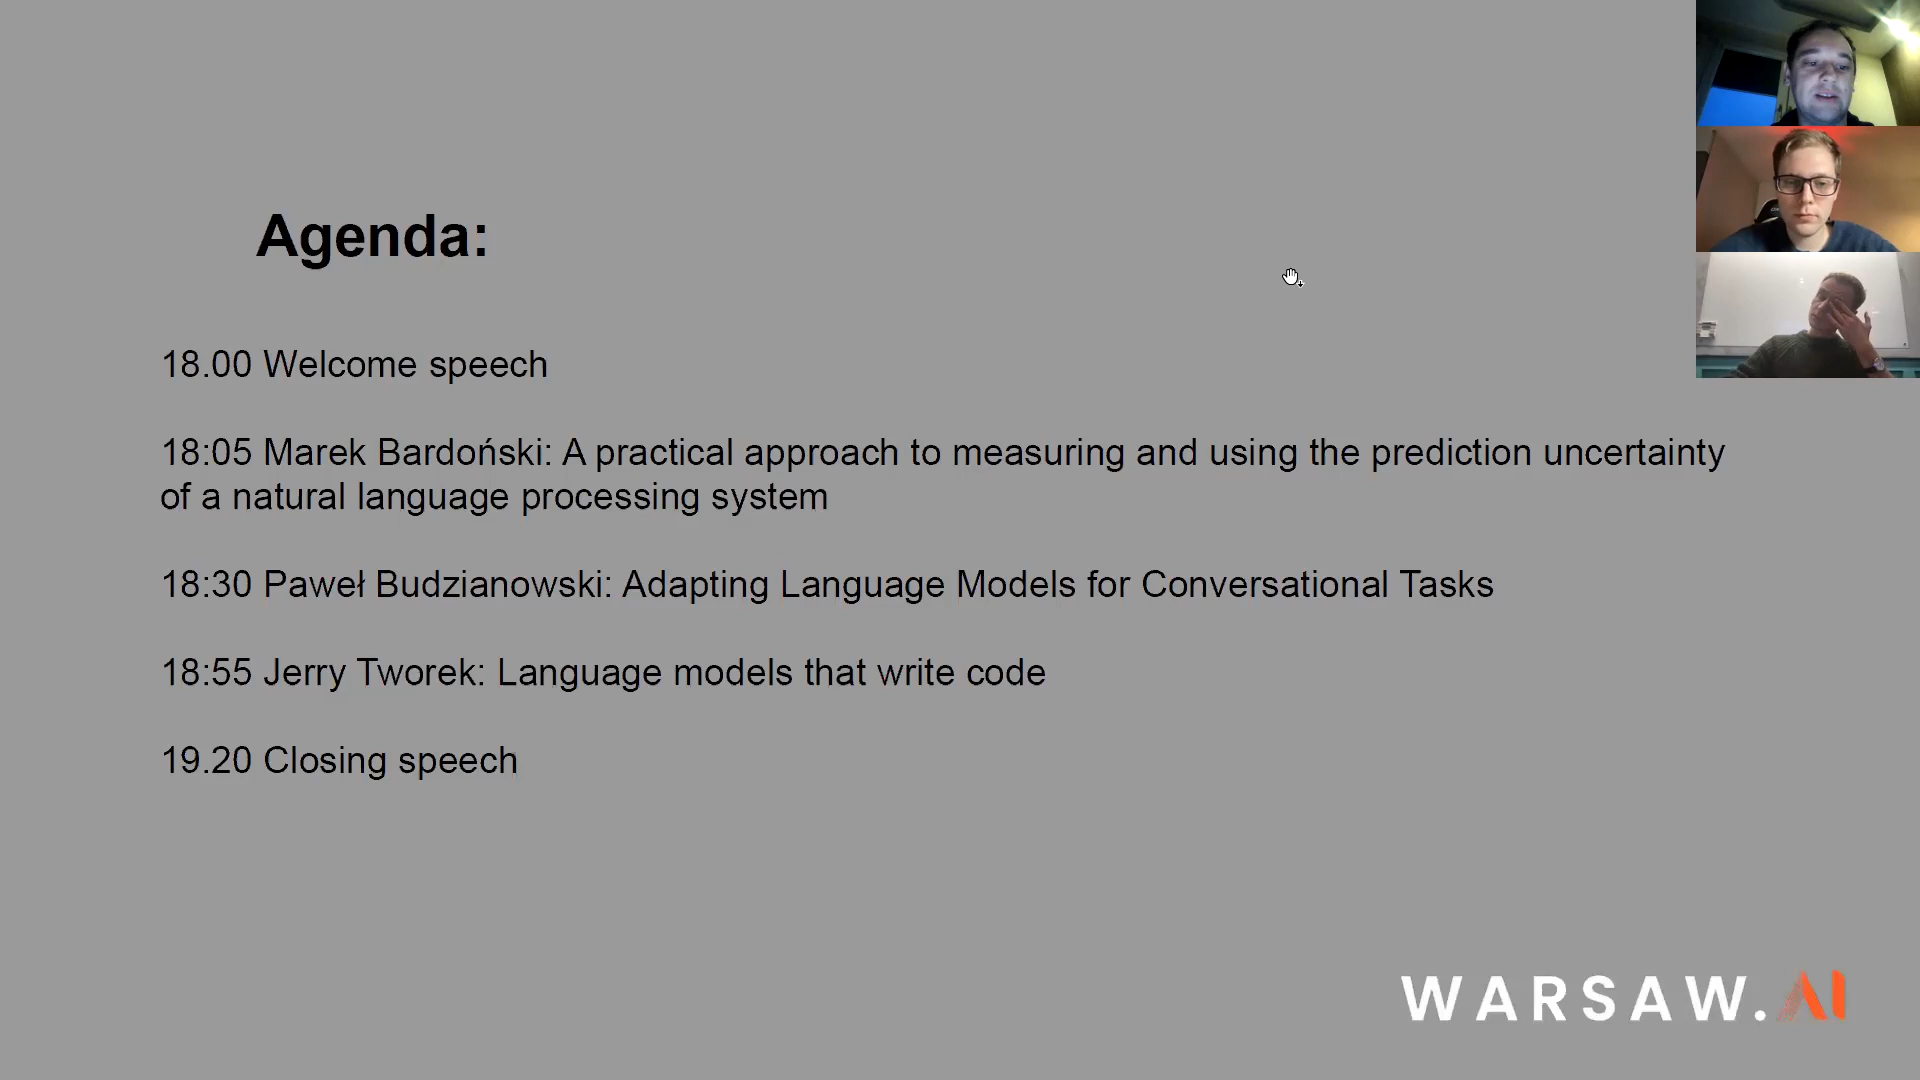 Agenda:
18.00 Welcome speech
18:05 Marek Bardoński: A practical approach to measuring and using the prediction uncertainty
of a natural language processing system
18:30 Paweł Budzianowski: Adapting Language Models for Conversational Tasks
18:55 Jerry Tworek: Language models that write code
19.20 Closing speech
WARSAW.AI